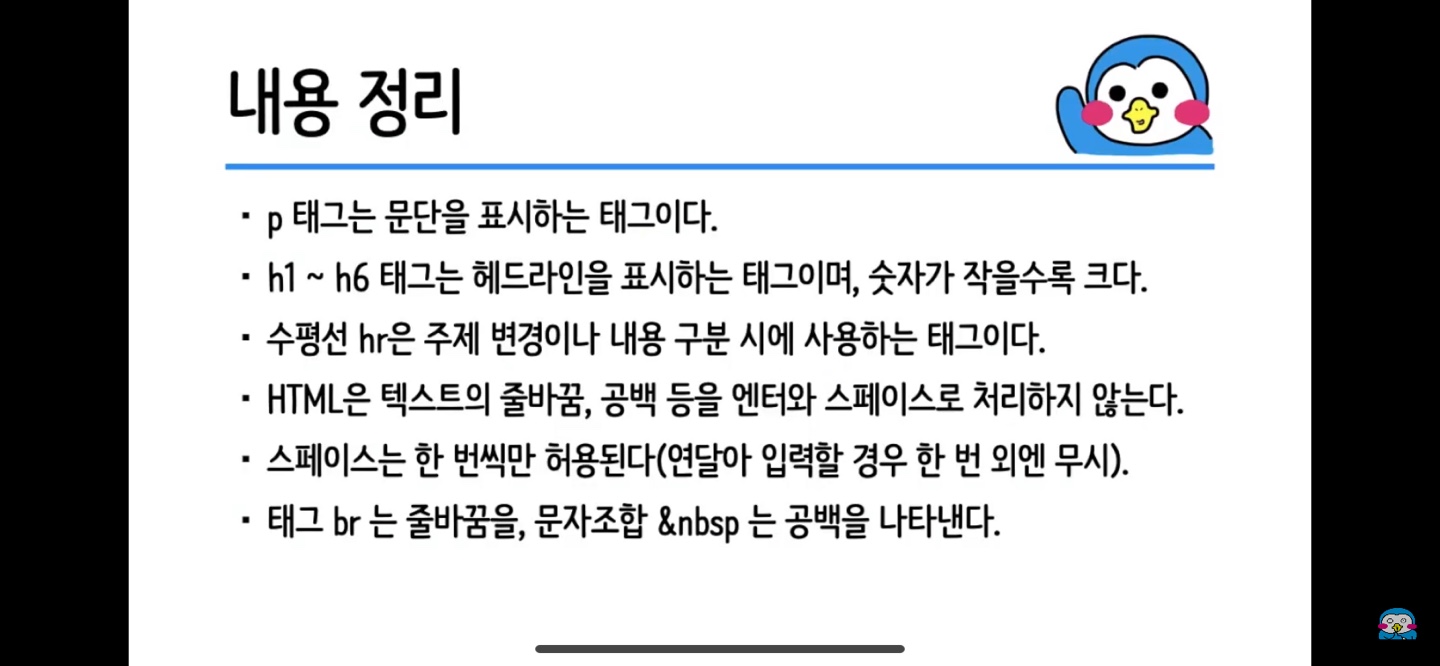 내용 정리
▪ p 태그는 문단을 표시하는 태그이다.
▪ h1 ~ h6 태그는 헤드라인을 표시하는 태그이며, 숫자가 작을수록 크다.
▪ 수평선 hr은 주제 변경이나 내용 구분 시에 사용하는 태그이다.
▪ HTML은 텍스트의 줄바꿈, 공백 등을 엔터와 스페이스로 처리하지 않는다.
▪ 스페이스는 한 번씩만 허용된다(연달아 입력할 경우 한 번 외엔 무시).
▪ 태그 br 는 줄바꿈을, 문자조합 &nbsp 는 공백을 나타낸다.